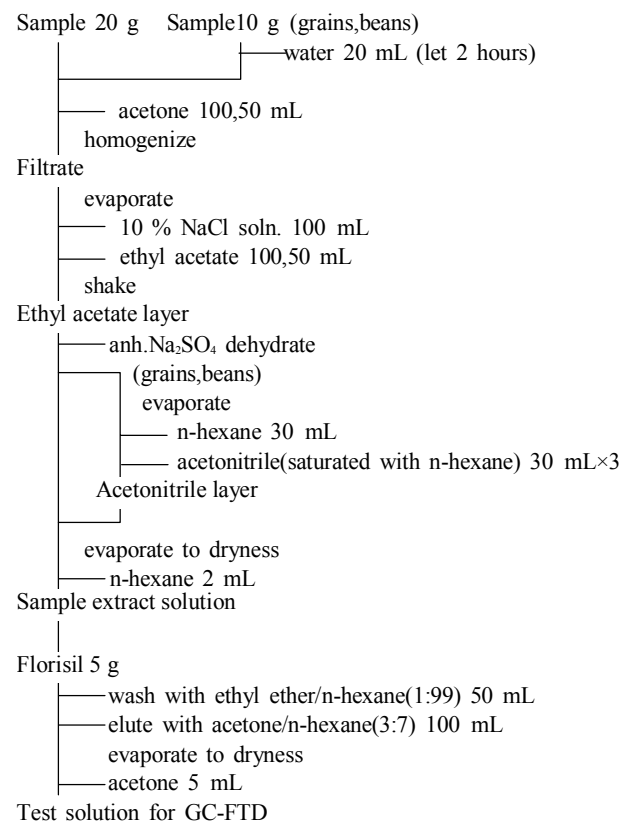 Sample 20 g Sample10 g (grains,beans)
water 20 mL (let 2 hours)
acetone 100,50 mL
homogenize
Filtrate
evaporate
10 % NaCl soln. 100 mL
ethyl acetate 100,50 mL
shake
Ethyl acetate layer
anh.Na₂SO₄ dehydrate
(grains,beans)
evaporate
n-hexane 30 mL
acetonitrile(saturated with n-hexane) 30 mL×3
Acetonitrile layer
evaporate to dryness
n-hexane 2 mL
Sample extract solution
Florisil 5 g
wash with ethyl ether/n-hexane(1:99) 50 mL
elute with acetone/n-hexane(3:7) 100 mL
evaporate to dryness
acetone 5 mL
Test solution for GC-FTD